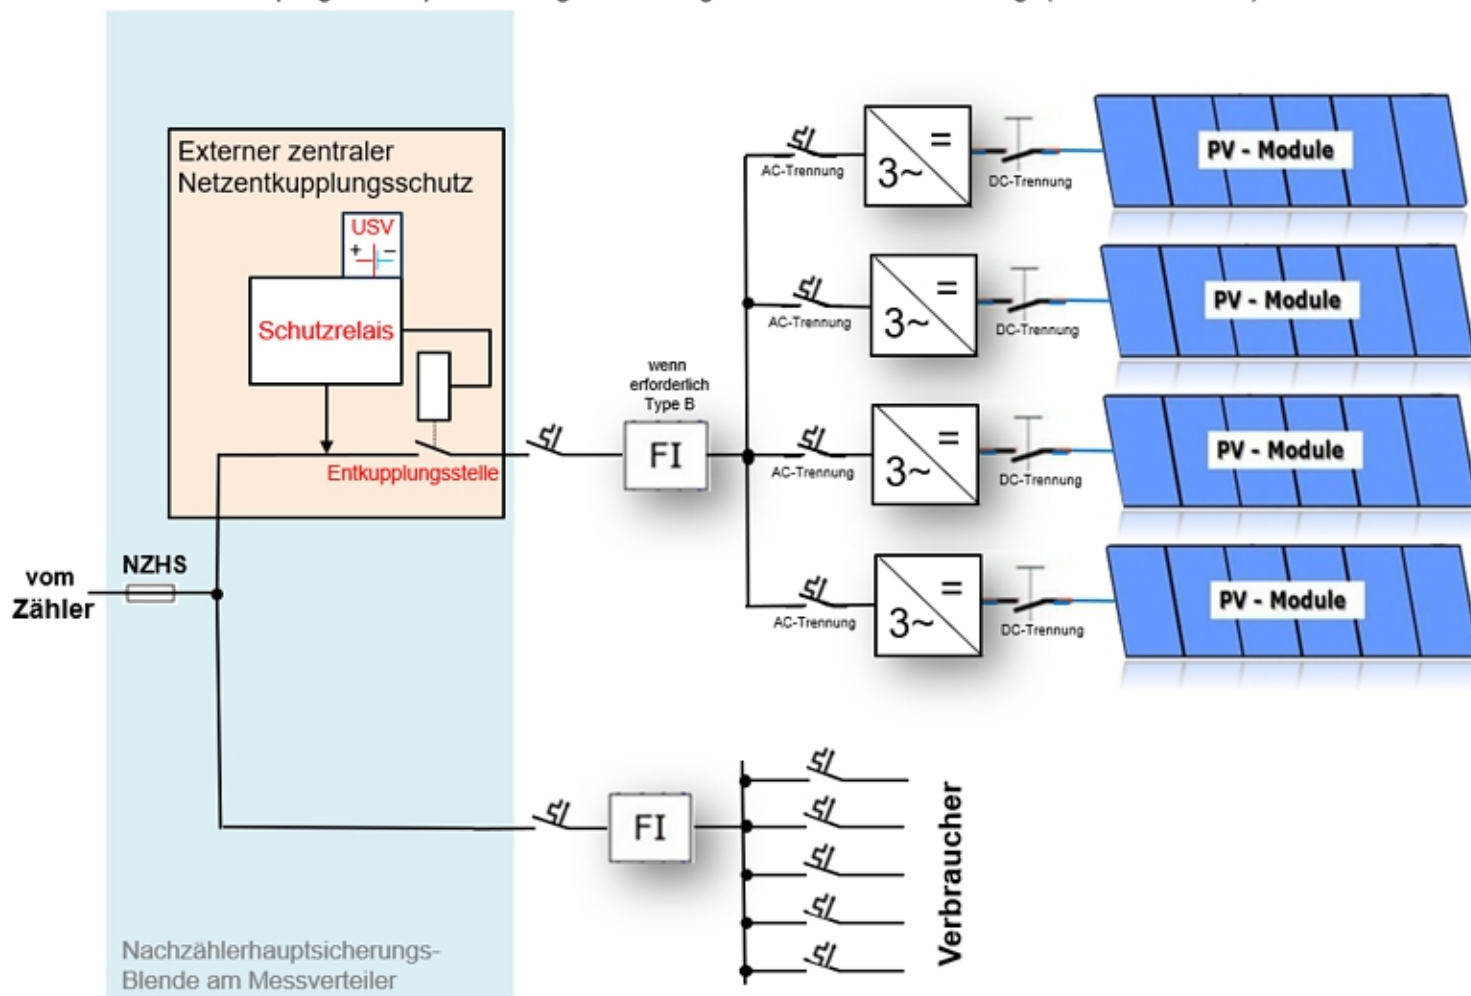 Externer zentraler
Netzentkupplungsschutz
USV
+ −
Schutzrelais
Entkupplungsstelle
wenn
erforderlich
Type B
FI
NZHS
vom
Zähler
AC-Trennung
3~ =
DC-Trennung
PV - Module
AC-Trennung
3~ =
DC-Trennung
PV - Module
AC-Trennung
3~ =
DC-Trennung
PV - Module
AC-Trennung
3~ =
DC-Trennung
PV - Module
FI
Verbraucher
Nachzählerhauptsicherungs-
Blende am Messverteiler